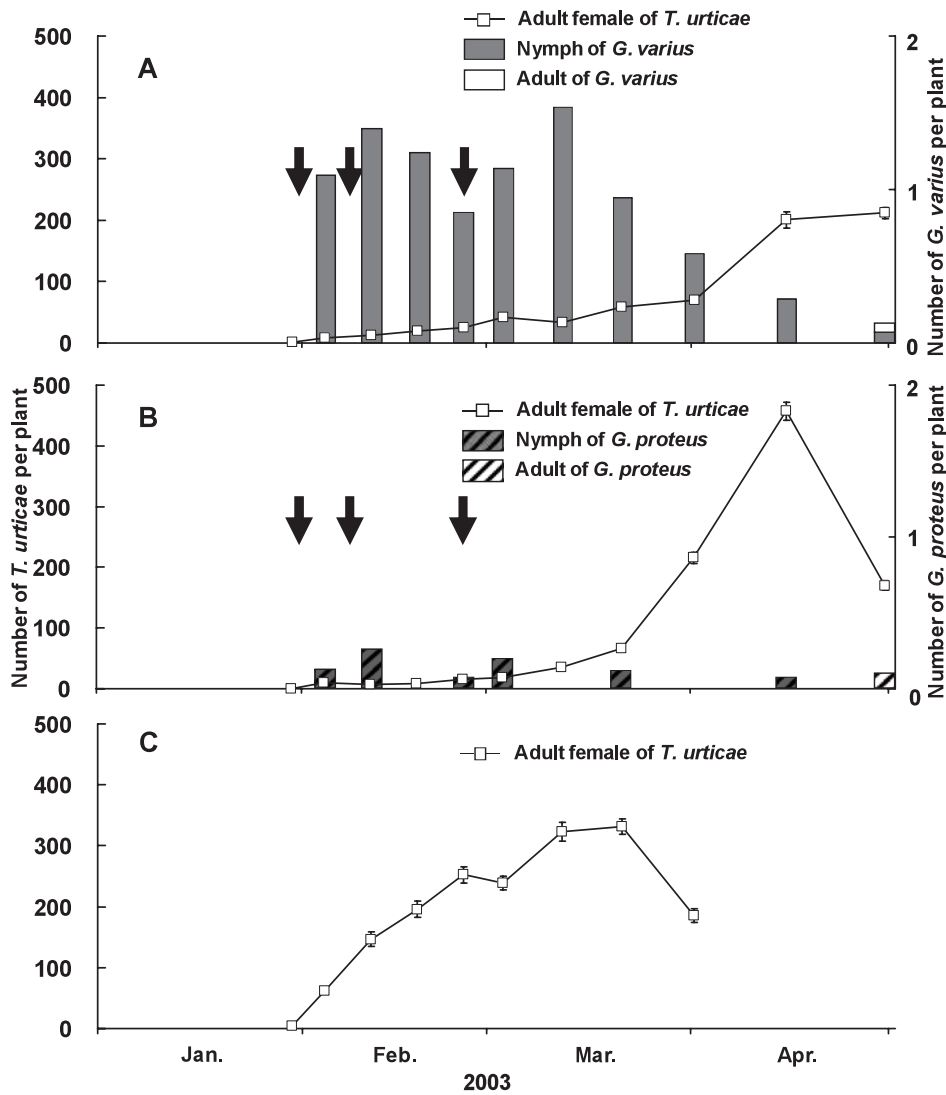 Adult female of T. urticae
Nymph of G. varius
Adult of G. varius
A
500
400
300
200
100
0
2
1
0
Number of G. varius per plant
B
Adult female of T. urticae
Nymph of G. proteus
Adult of G. proteus
500
400
300
200
100
0
2
1
0
Number of T. urticae per plant
Number of G. proteus per plant
C
Adult female of T. urticae
500
400
300
200
100
0
Jan. Feb. Mar. Apr.
2003